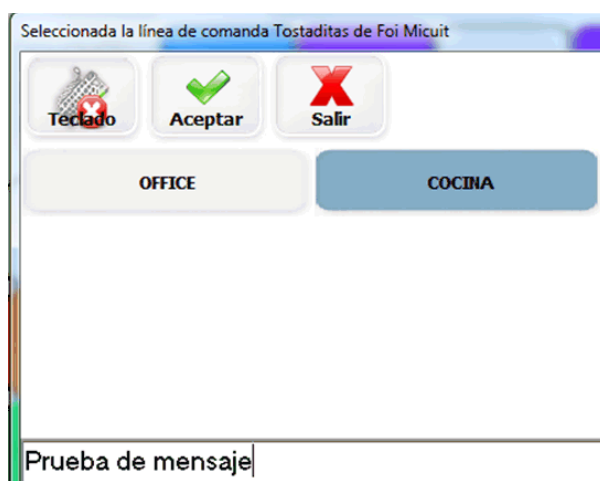 Seleccionada la línea de comanda Tostaditas de Foi Micuit
Teclado Aceptar Salir
OFFICE COCINA
Prueba de mensaje